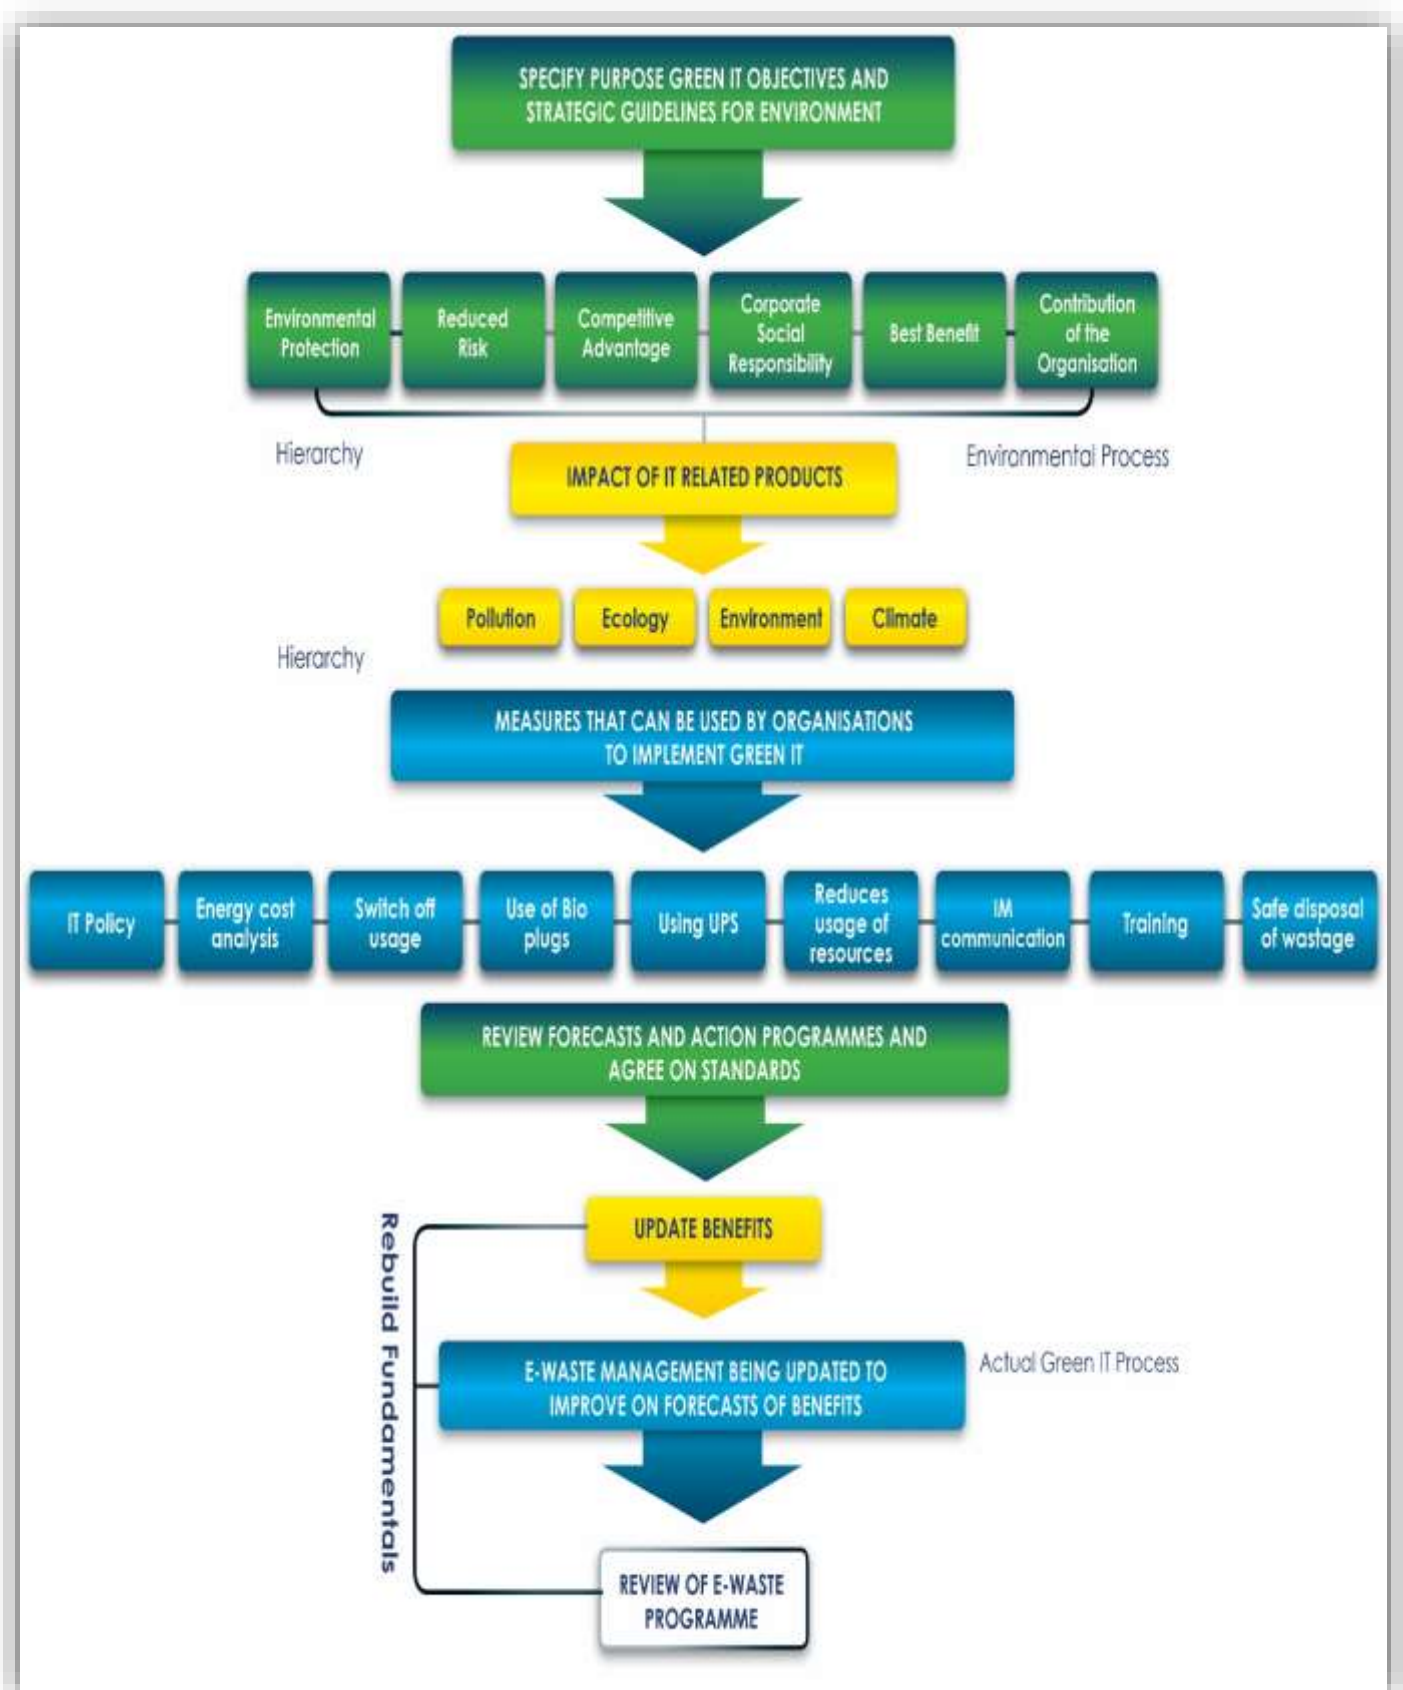 SPECIFY PURPOSE GREEN IT OBJECTIVES AND
STRATEGIC GUIDELINES FOR ENVIRONMENT
Environmental
Protection
Reduced
Risk
Competitive
Advantage
Corporate
Social
Responsibility
Best Benefit
Contribution
of the
Organisation
Hierarchy
Environmental Process
IMPACT OF IT RELATED PRODUCTS
Pollution
Ecology
Environment
Climate
Hierarchy
MEASURES THAT CAN BE USED BY ORGANISATIONS
TO IMPLEMENT GREEN IT
IT Policy
Energy cost
analysis
Switch off
usage
Use of Bio
plugs
Using UPS
Reduces
usage of
resources
IM
communication
Training
Safe disposal
of wastage
REVIEW FORECASTS AND ACTION PROGRAMMES AND
AGREE ON STANDARDS
Rebuild Fundamentals
UPDATE BENEFITS
E-WASTE MANAGEMENT BEING UPDATED TO
IMPROVE ON FORECASTS OF BENEFITS
Actual Green IT Process
REVIEW OF E-WASTE
PROGRAMME